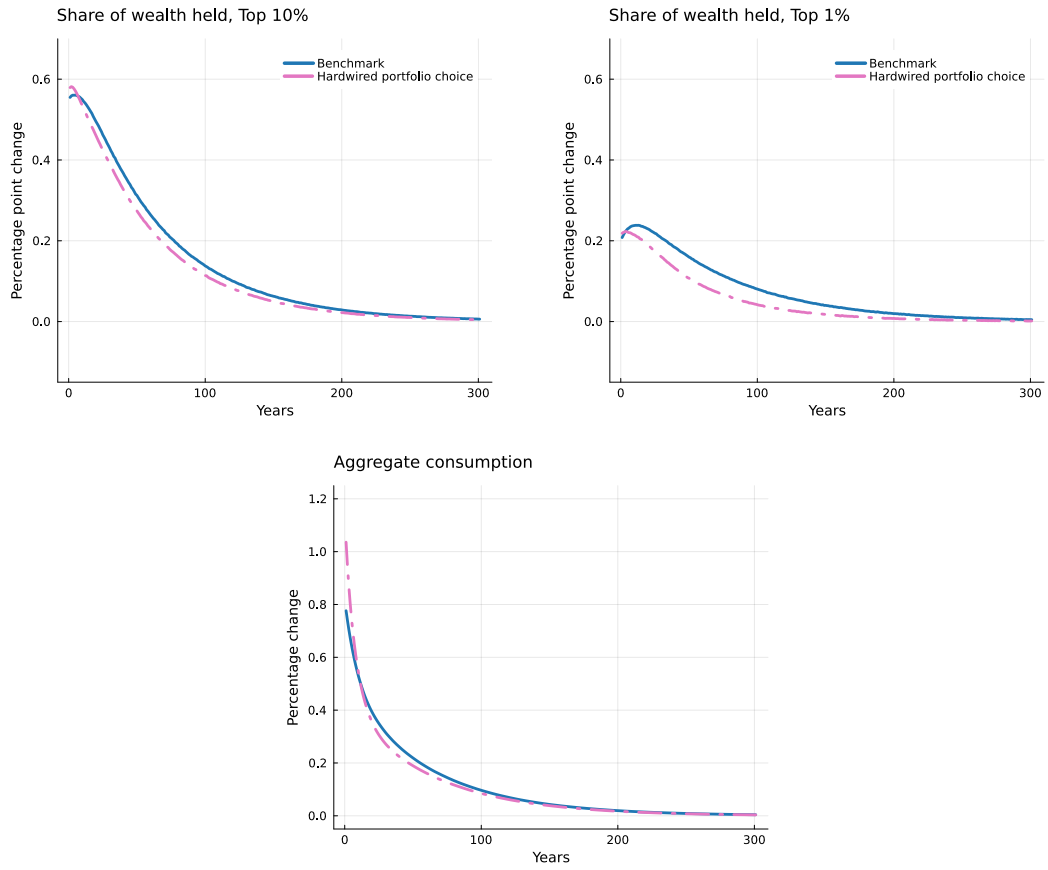 Share of wealth held, Top 10%
Percentage point change
0.6
0.4
0.2
0.0
Benchmark
Hardwired portfolio choice
0
100
200
300
Years
Share of wealth held, Top 1%
Percentage point change
0.6
0.4
0.2
0.0
Benchmark
Hardwired portfolio choice
0
100
200
300
Years
Aggregate consumption
Percentage change
1.2
1.0
0.8
0.6
0.4
0.2
0.0
0
100
200
300
Years